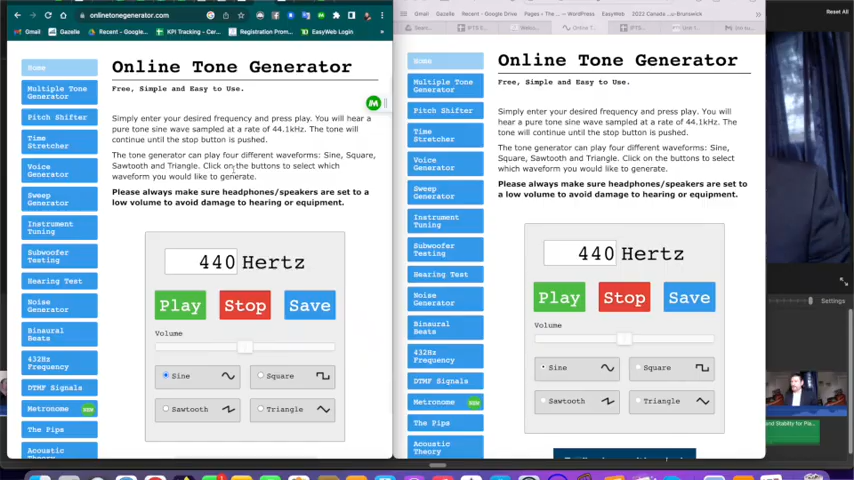 onlinetonegenerator.com
Gmail Gazelle Recent - Google Drive... KPI Tracking - Cer... Registration Prom... EasyWeb Login
Online Tone Generator
Free, Simple and Easy to Use.
Simply enter your desired frequency and press play. You will hear a
pure tone sine wave sampled at a rate of 44.1kHz. The tone will
continue until the stop button is pushed.
The tone generator can play four different waveforms: Sine, Square,
Sawtooth and Triangle. Click on the buttons to select which
waveform you would like to generate.
Please always make sure headphones/speakers are set to a
low volume to avoid damage to hearing or equipment.
440 Hertz
Play Stop Save
Volume
Sine Square
Sawtooth Triangle
Home
Multiple Tone
Generator
Pitch Shifter
Time
Stretcher
Voice
Generator
Sweep
Generator
Instrument
Tuning
Subwoofer
Testing
Hearing Test
Noise
Generator
Binaural
Beats
432Hz
Frequency
DTMF Signals
Metronome NEW
The Pips
Acoustic
Theory
Gmail Gazelle Recent - Google Drive Pages ‹ — WordPress EasyWeb
Online Tone Generator
Free, Simple and Easy to Use.
Simply enter your desired frequency and press play. You will
hear a pure tone sine wave sampled at a rate of 44.1kHz. The
tone will continue until the stop button is pushed.
The tone generator can play four different waveforms: Sine,
Square, Sawtooth and Triangle. Click on the buttons to select
which waveform you would like to generate.
Please always make sure headphones/speakers are set to
a low volume to avoid damage to hearing or equipment.
440 Hertz
Play Stop Save
Volume
Sine Square
Sawtooth Triangle
Home
Multiple Tone
Generator
Pitch Shifter
Time
Stretcher
Voice
Generator
Sweep
Generator
Instrument
Tuning
Subwoofer
Testing
Hearing Test
Noise
Generator
Binaural
Beats
432Hz
Frequency
DTMF Signals
Metronome NEW
The Pips
Acoustic
Theory
Reset All
Settings